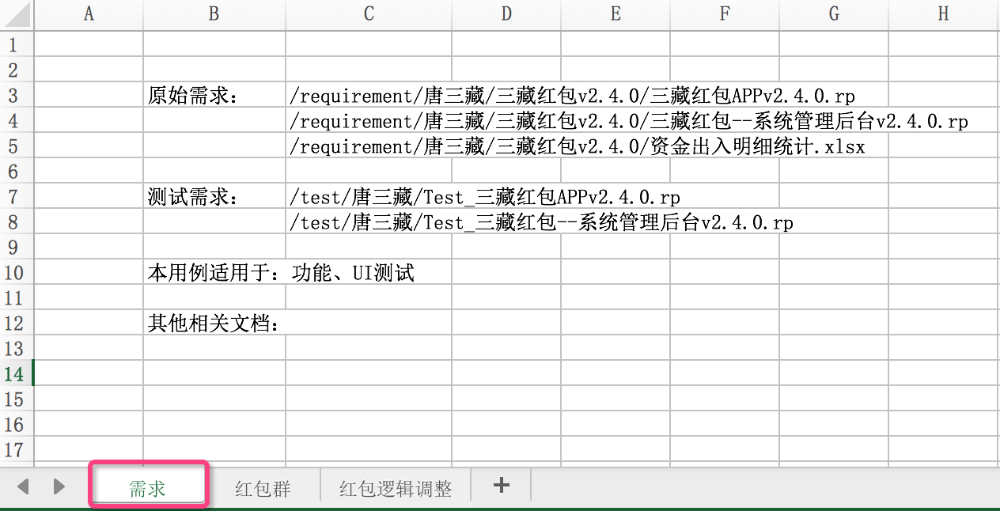 A B C D E F G H
1
2
3 原始需求： /requirement/唐三藏/三藏红包v2.4.0/三藏红包APPv2.4.0.rp
4 /requirement/唐三藏/三藏红包v2.4.0/三藏红包--系统管理后台v2.4.0.rp
5 /requirement/唐三藏/三藏红包v2.4.0/资金出入明细统计.xlsx
6
7 测试需求： /test/唐三藏/Test_三藏红包APPv2.4.0.rp
8 /test/唐三藏/Test_三藏红包--系统管理后台v2.4.0.rp
9
10 本用例适用于：功能、UI测试
11
12 其他相关文档：
13
14
15
16
17
需求 红包群 红包逻辑调整 +